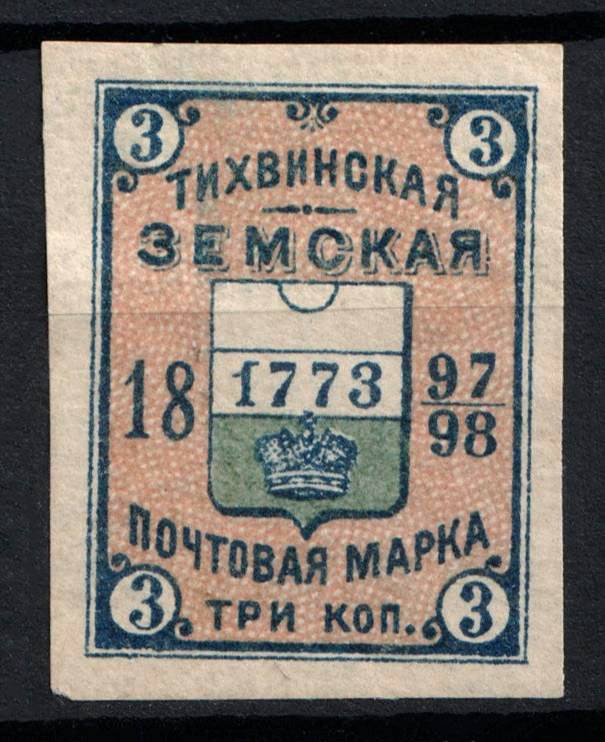 3 3
ТИХВИНСКАЯ
ЗЕМСКАЯ
18 1773 97/98
ПОЧТОВАЯ МАРКА
3 ТРИ КОП. 3